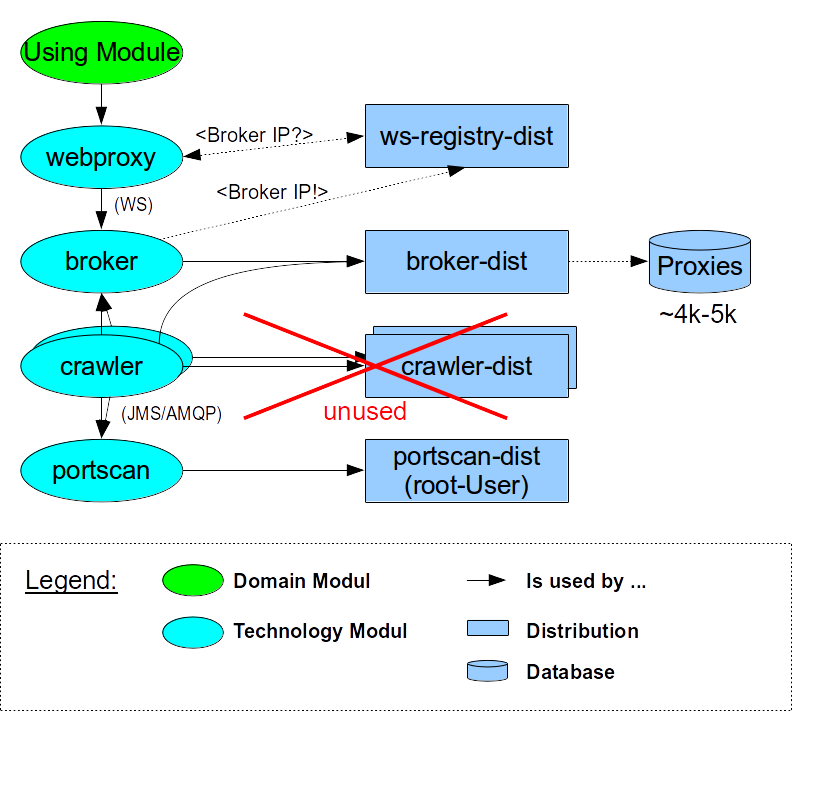 Using Module
webproxy
<Broker IP?>
ws-registry-dist
(WS)
<Broker IP!>
broker
broker-dist
Proxies
~4k-5k
crawler
crawler-dist
unused
(JMS/AMQP)
portscan
portscan-dist
(root-User)
Legend:
Domain Modul
Is used by ...
Technology Modul
Distribution
Database